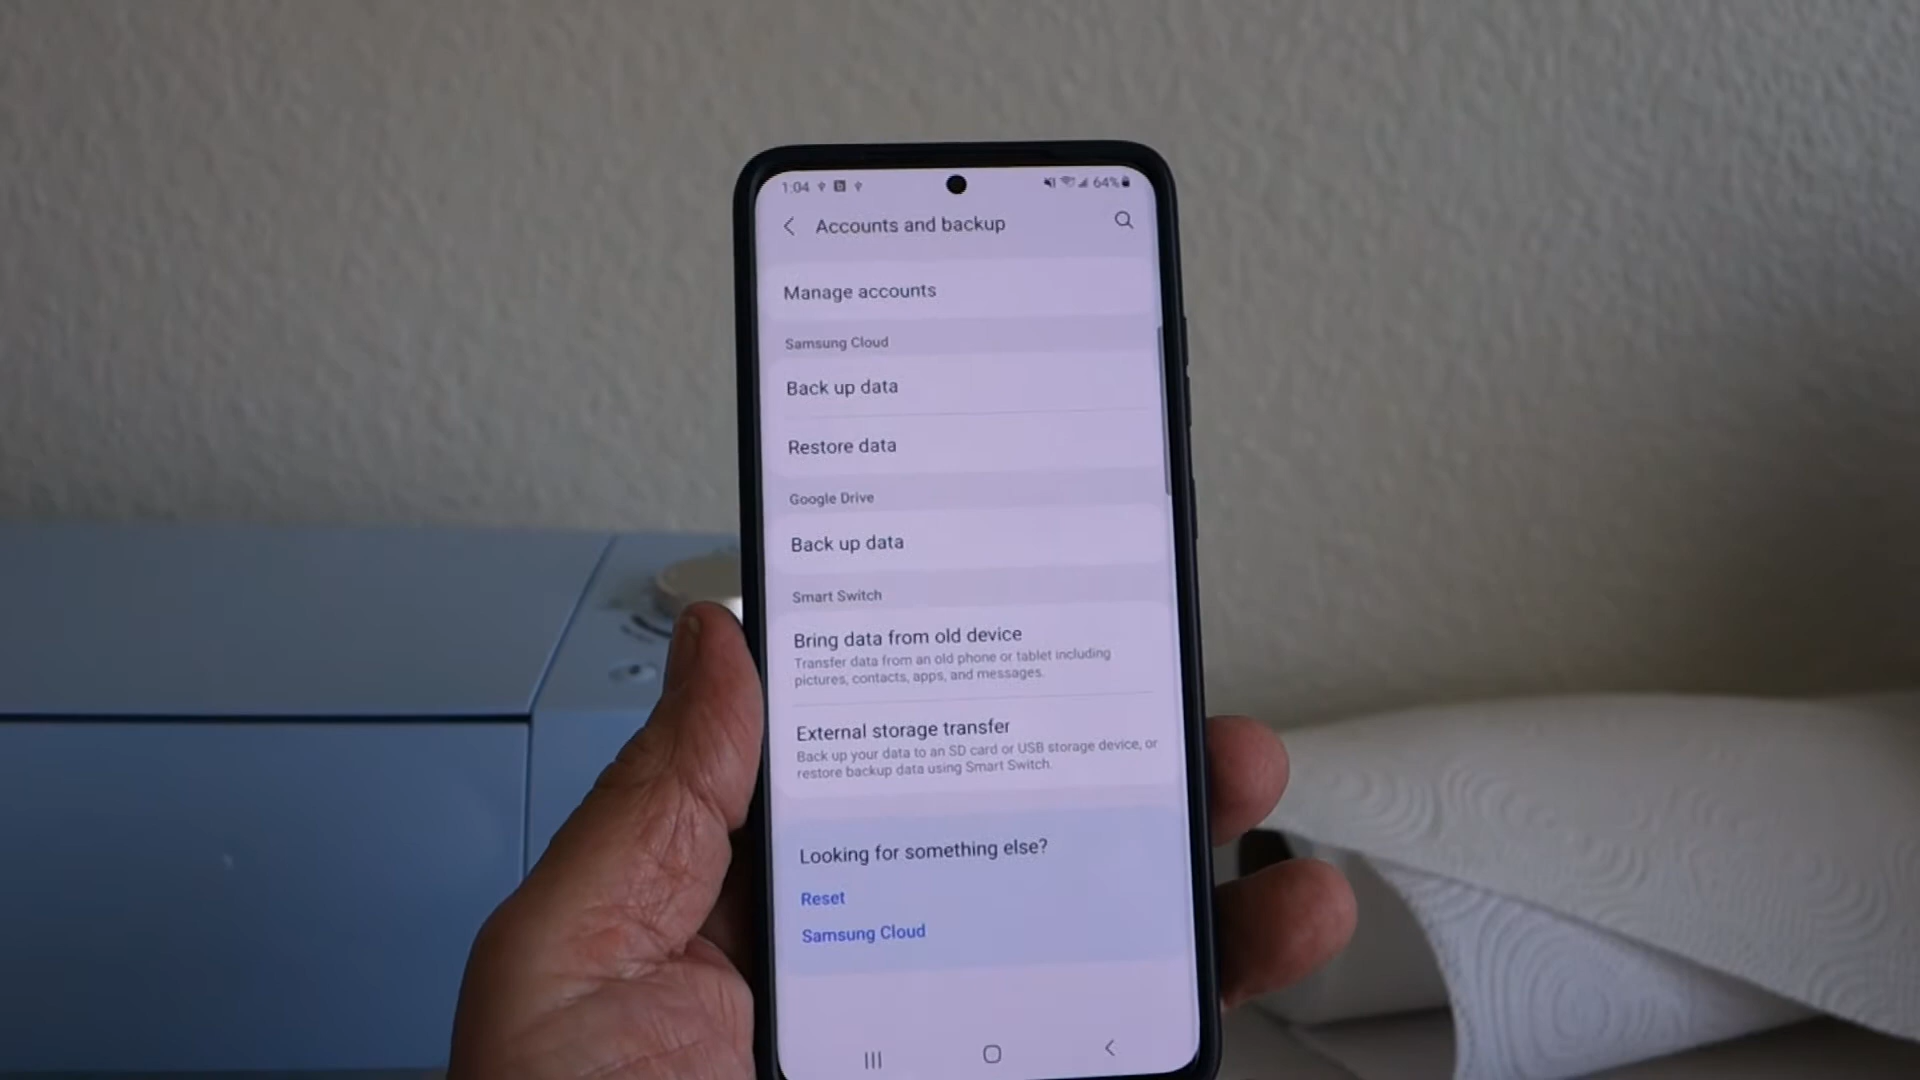 1:04 64%
Accounts and backup
Manage accounts
Samsung Cloud
Back up data
Restore data
Google Drive
Back up data
Smart Switch
Bring data from old device
Transfer data from an old phone or tablet including
pictures, contacts, apps, and messages.
External storage transfer
Back up your data to an SD card or USB storage device, or
restore backup data using Smart Switch.
Looking for something else?
Reset
Samsung Cloud